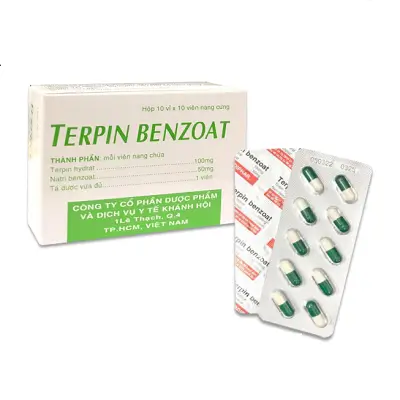 Hộp 10 vỉ x 10 viên nang cứng
TERPIN BENZOAT
THÀNH PHẦN: mỗi viên nang chứa
Terpin hydrat 100mg
Natri benzoat 50mg
Tá dược vừa đủ 1 viên
CÔNG TY CỔ PHẦN DƯỢC PHẨM
VÀ DỊCH VỤ Y TẾ KHÁNH HỘI
1Lê Thạch, Q.4
TP.HCM, VIỆT NAM
Terpin benzoat
Terpin benzoat
Terpin benzoat